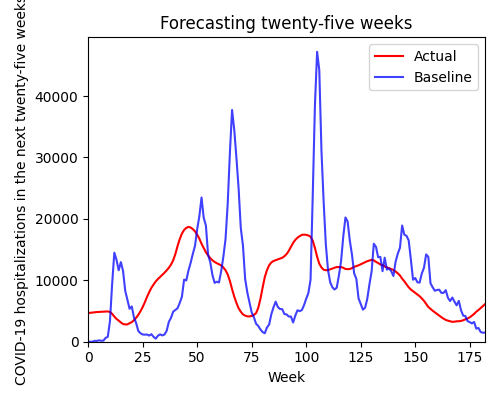 Forecasting twenty-five weeks
COVID-19 hospitalizations in the next twenty-five weeks
Actual
Baseline
40000
30000
20000
10000
0
0 25 50 75 100 125 150 175
Week